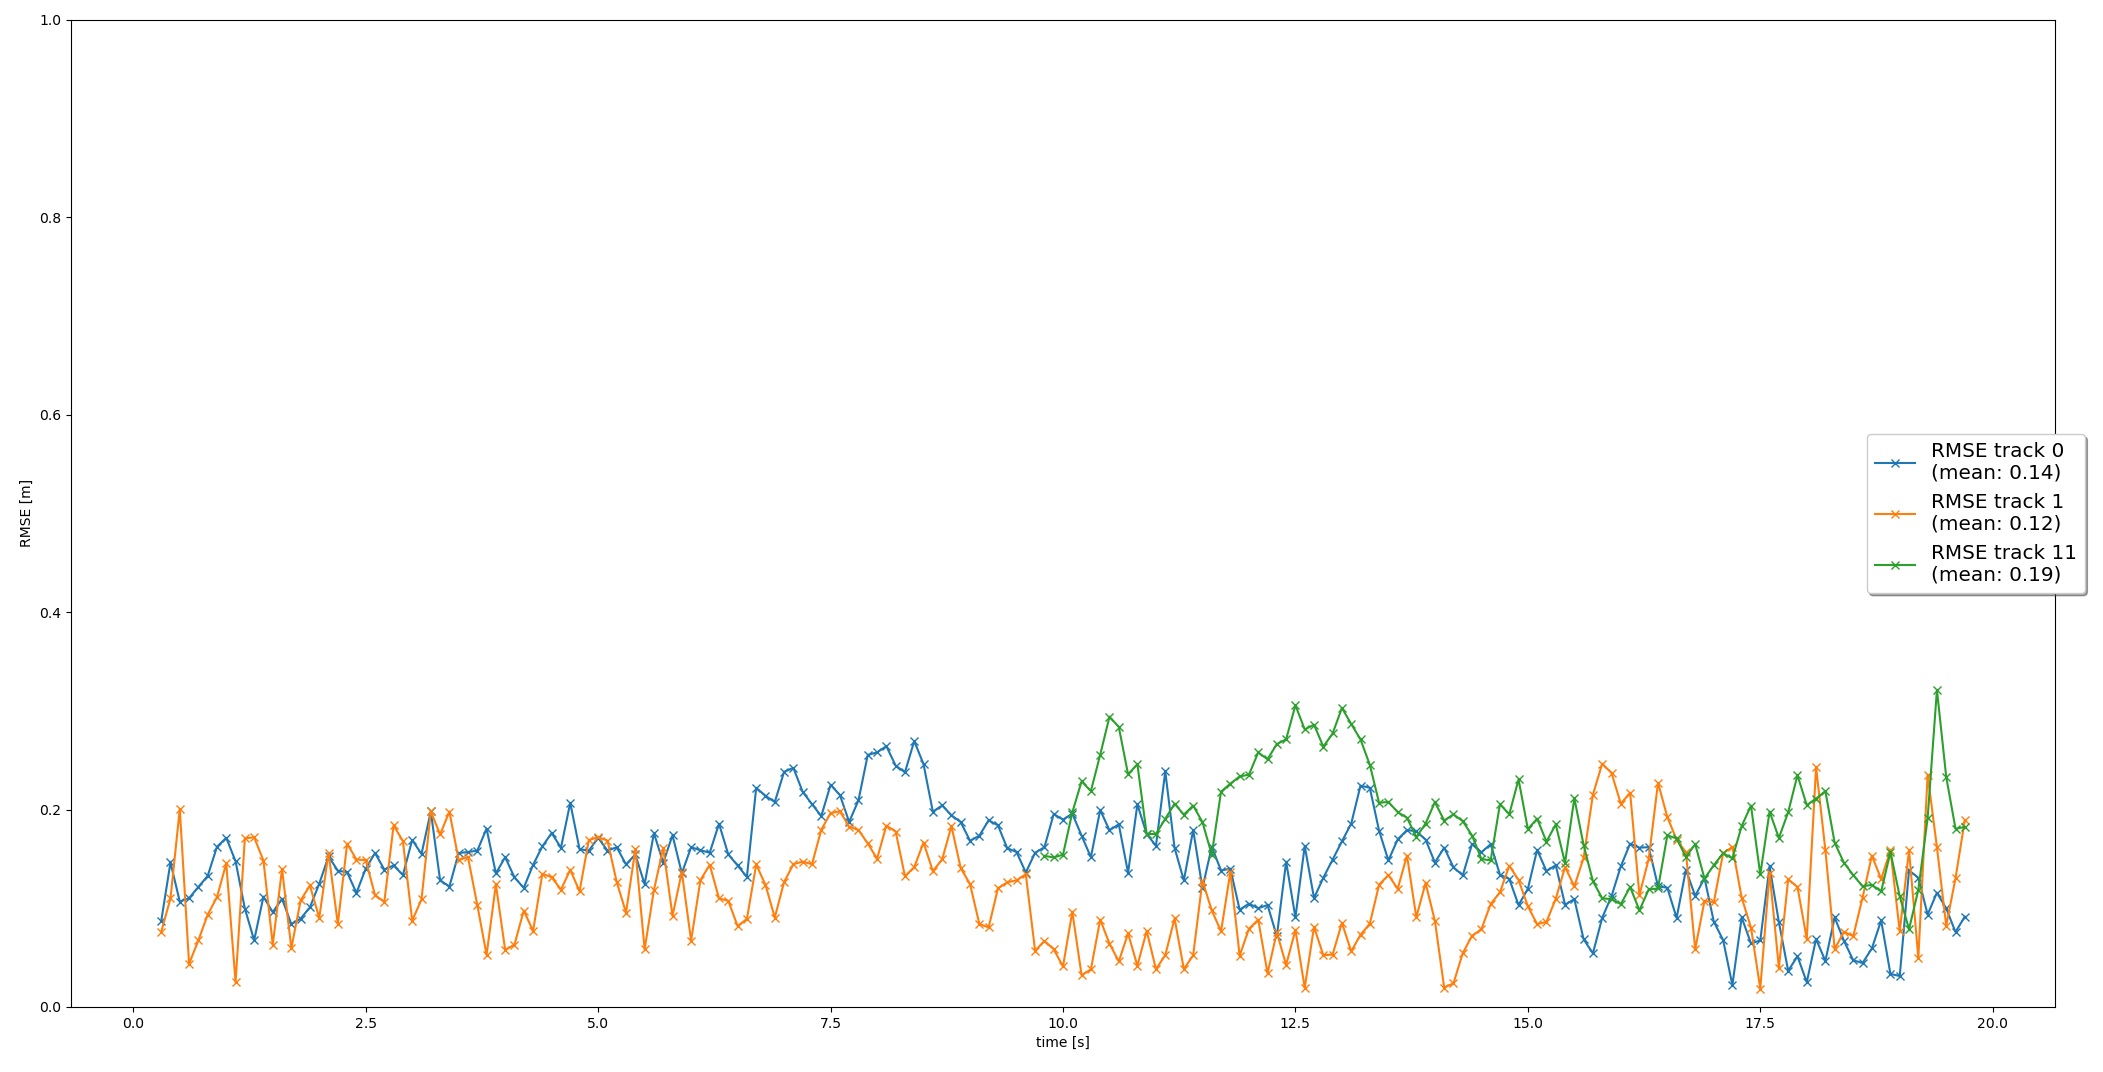 1.0
0.8
0.6
0.4
0.2
0.0
RMSE [m]
0.0 2.5 5.0 7.5 10.0 12.5 15.0 17.5 20.0
time [s]
RMSE track 0
(mean: 0.14)
RMSE track 1
(mean: 0.12)
RMSE track 11
(mean: 0.19)